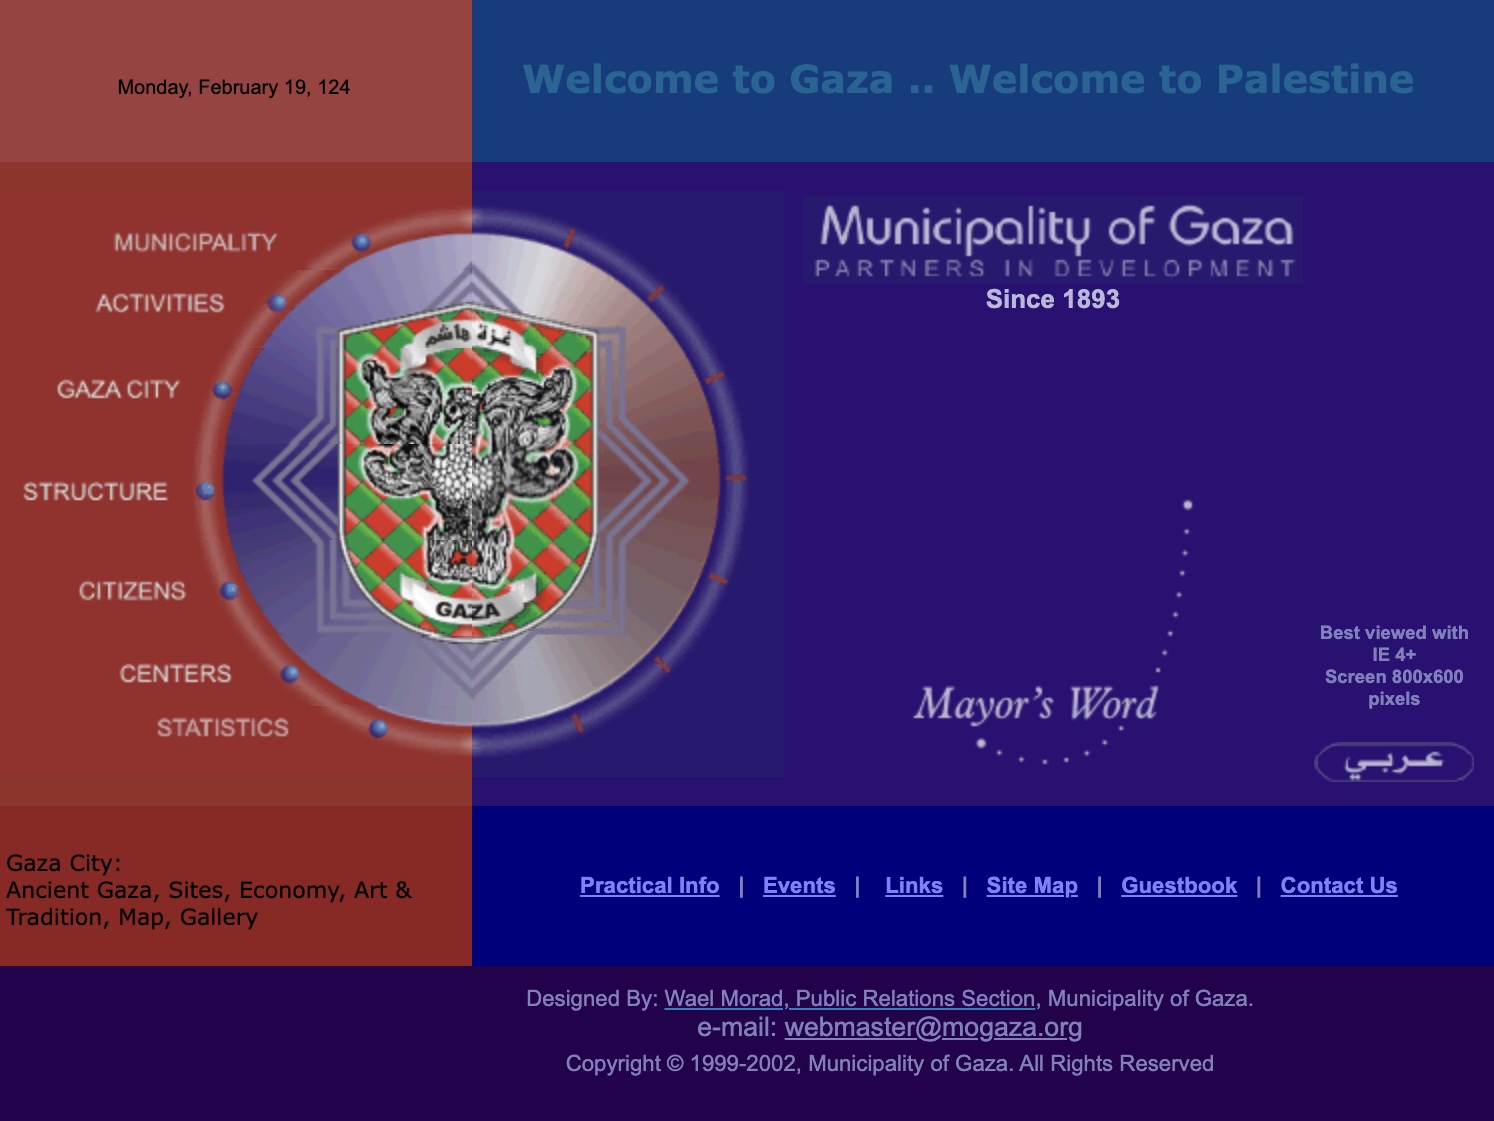 Monday, February 19, 124
Welcome to Gaza .. Welcome to Palestine
MUNICIPALITY
ACTIVITIES
GAZA CITY
STRUCTURE
CITIZENS
CENTERS
STATISTICS
غزة هاشم
GAZA
Municipality of Gaza
PARTNERS IN DEVELOPMENT
Since 1893
Mayor's Word
Best viewed with
IE 4+
Screen 800x600
pixels
عربي
Gaza City:
Ancient Gaza, Sites, Economy, Art &
Tradition, Map, Gallery
Practical Info | Events | Links | Site Map | Guestbook | Contact Us
Designed By: Wael Morad, Public Relations Section, Municipality of Gaza.
e-mail: webmaster@mogaza.org
Copyright © 1999-2002, Municipality of Gaza. All Rights Reserved